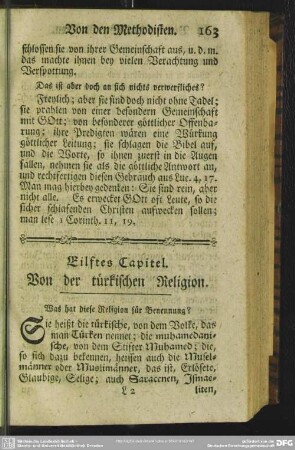 Von den Methodisten. 163
schlossen sie von ihrer Gemeinschaft aus, u. d. m.
das machte ihnen bey vielen Verachtung und
Verspottung.
Das ist aber doch an sich nichts verwerfliches?
Freylich; aber sie sind doch nicht ohne Tadel;
sie prahlen von einer besondern Gemeinschaft
mit GOtt; von besonderer göttlicher Offenba-
rung; ihre Predigten wären eine Würkung
göttlicher Leitung; sie schlagen die Bibel auf,
und die Worte, so ihnen zuerst in die Augen
fallen, nehmen sie als die göttliche Antwort an,
und rechtfertigen diesen Gebrauch aus Luc. 4, 17.
Man mag hierbey gedenken: Sie sind rein, aber
nicht alle. Es erwecket GOtt oft Leute, so die
sicher schlafenden Christen aufwecken sollen;
man lese 1 Corinth. 11, 19.
Eilftes Capitel.
Von der türkischen Religion.
Was hat diese Religion für Benennung?
Sie heißt die türkische, von dem Volke, das
man Türken nennet; die muhamedani-
sche, von dem Stifter Muhamed; die,
so sich dazu bekennen, heissen auch die Musel-
männer oder Muslimänner, das ist, Erlösete,
Glaubige, Selige; auch Saracenen, Ismae-
L 2 liten,